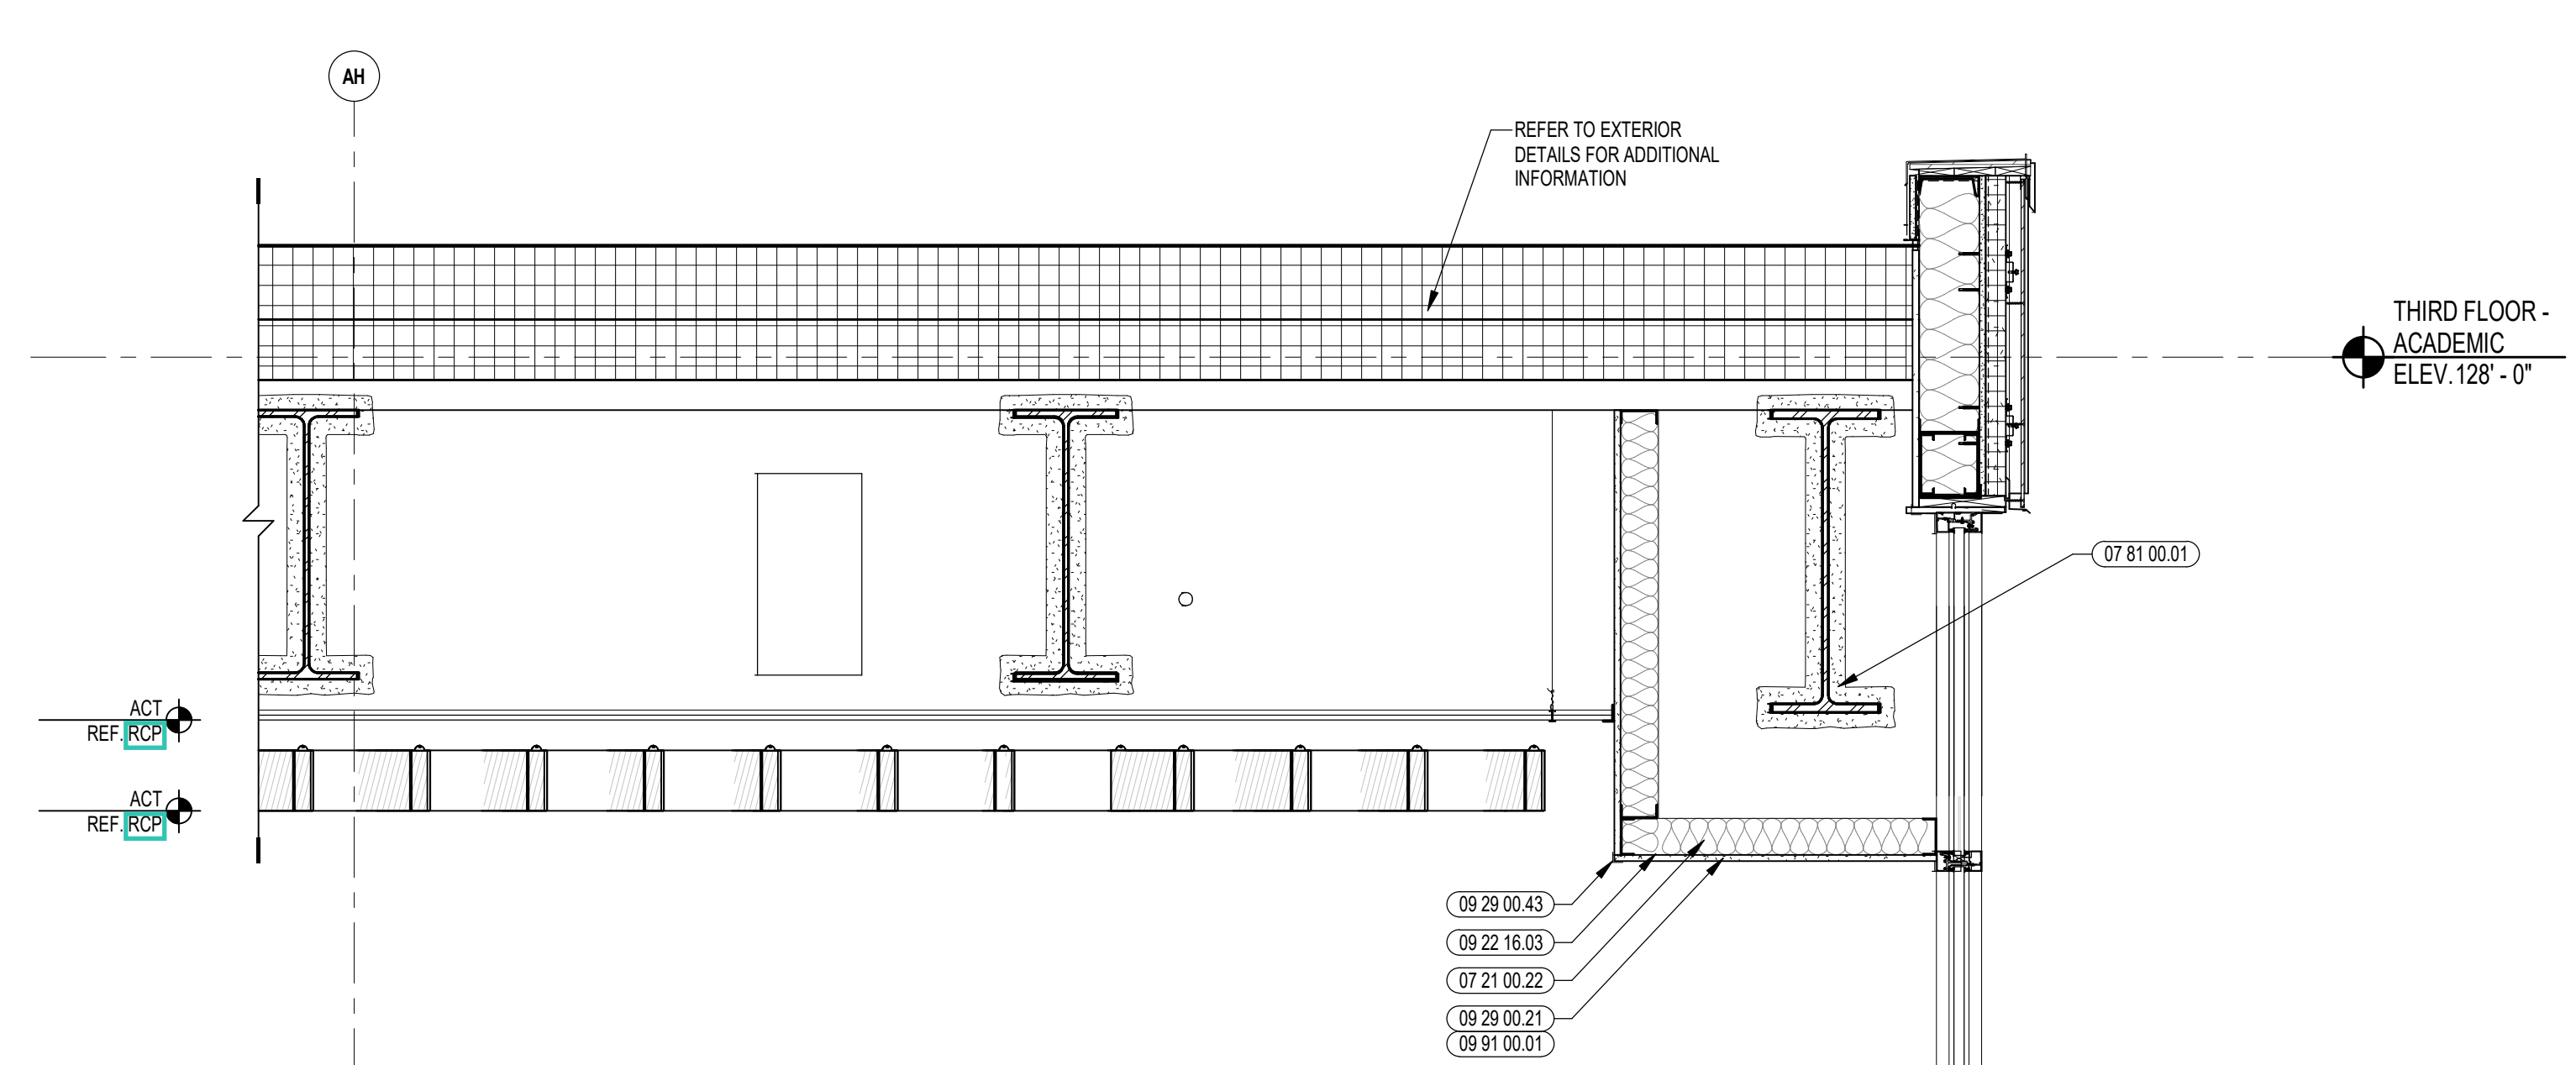 AH
REFER TO EXTERIOR
DETAILS FOR ADDITIONAL
INFORMATION
THIRD FLOOR -
ACADEMIC
ELEV.128' - 0"
07 81 00.01
ACT
REF. RCP
ACT
REF. RCP
09 29 00.43
09 22 16.03
07 21 00.22
09 29 00.21
09 91 00.01